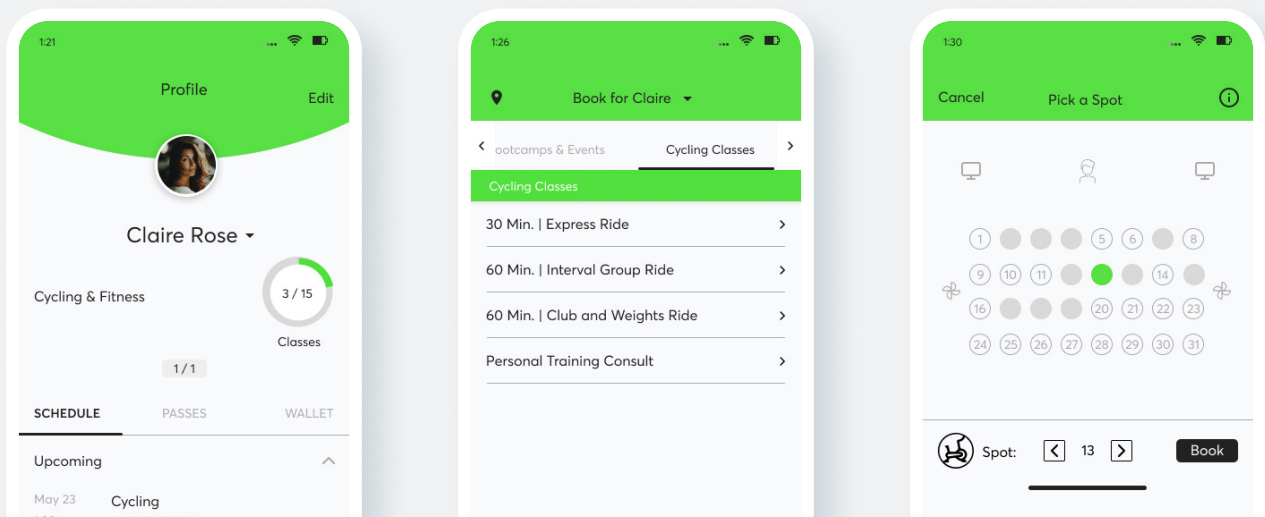 1:21
Profile
Edit
Claire Rose
Cycling & Fitness
3 / 15
Classes
1 / 1
SCHEDULE PASSES WALLET
Upcoming
May 23 Cycling
1:26
Book for Claire
ootcamps & Events Cycling Classes
Cycling Classes
30 Min. | Express Ride
60 Min. | Interval Group Ride
60 Min. | Club and Weights Ride
Personal Training Consult
1:30
Cancel Pick a Spot
1 5 6 8
9 10 11 14
16 20 21 22 23
24 25 26 27 28 29 30 31
Spot: 13 Book